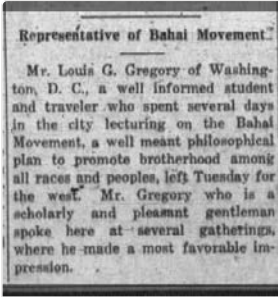 Representative of Bahai Movement
Mr. Louis G. Gregory of Washing-
ton, D. C., a well informed student
and traveler who spent several days
in the city lecturing on the Bahai
Movement, a well meant philosophical
plan to promote brotherhood among
all races and peoples, left Tuesday for
the west. Mr. Gregory who is a
scholarly and pleasant gentleman
spoke here at several gatherings,
where he made a most favorable im-
pression.